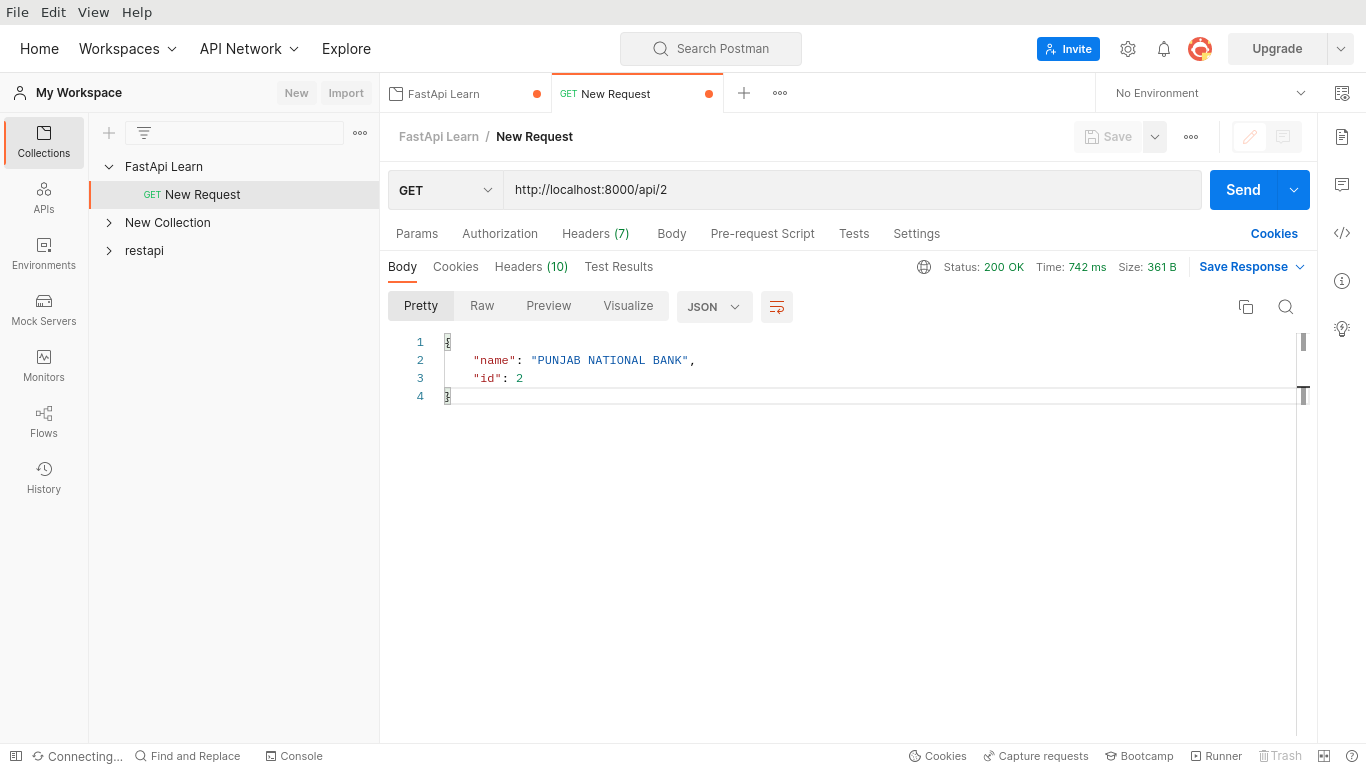 File Edit View Help
Home Workspaces API Network Explore Search Postman Invite Upgrade
My Workspace New Import FastApi Learn GET New Request No Environment
Collections
FastApi Learn / New Request Save
FastApi Learn
GET New Request
GET http://localhost:8000/api/2 Send
APIs
New Collection
Params Authorization Headers (7) Body Pre-request Script Tests Settings Cookies
restapi
Environments
Body Cookies Headers (10) Test Results Status: 200 OK Time: 742 ms Size: 361 B Save Response
Pretty Raw Preview Visualize JSON
Mock Servers
1 {
2 "name": "PUNJAB NATIONAL BANK",
3 "id": 2
4 }
Monitors
Flows
History
Connecting... Find and Replace Console Cookies Capture requests Bootcamp Runner Trash